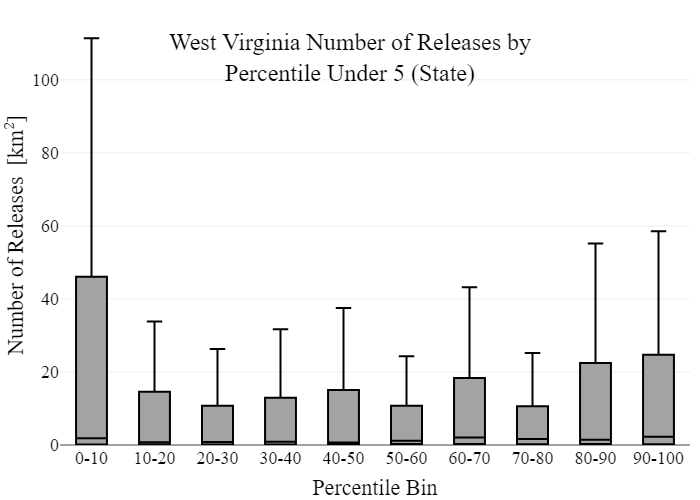 West Virginia Number of Releases by
Percentile Under 5 (State)
Number of Releases [km²]
100
80
60
40
20
0
0-10 10-20 20-30 30-40 40-50 50-60 60-70 70-80 80-90 90-100
Percentile Bin